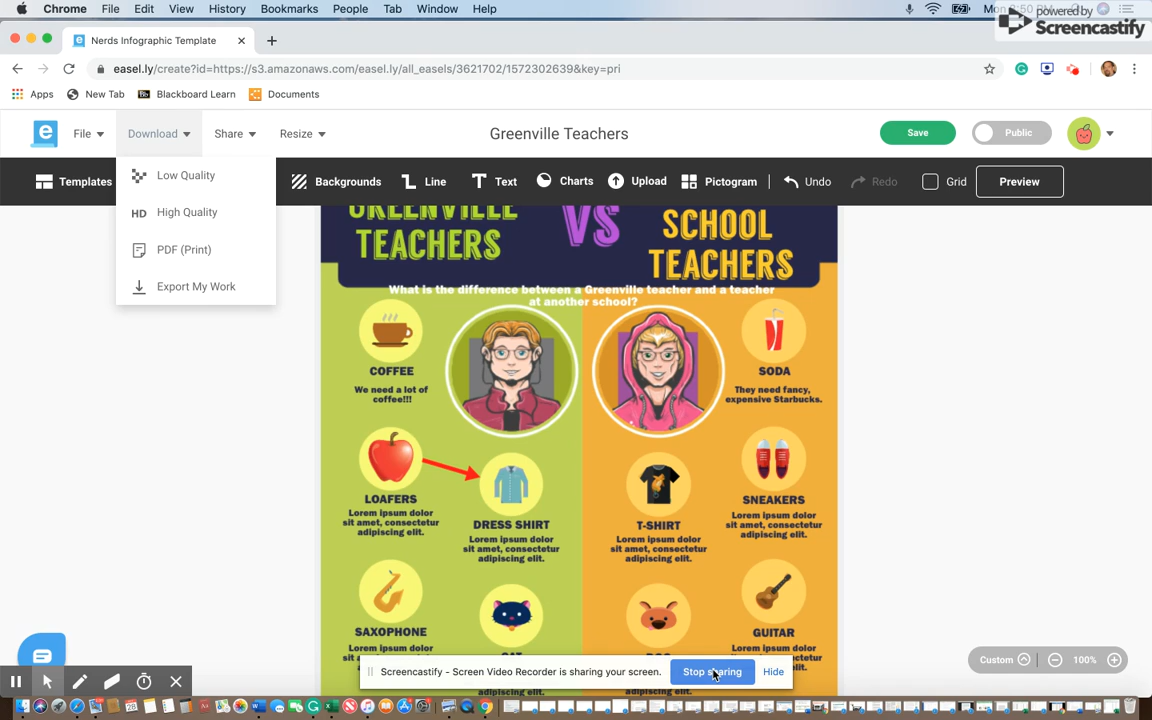 Chrome File Edit View History Bookmarks People Tab Window Help
powered by
Screencastify
Nerds Infographic Template
easel.ly/create?id=https://s3.amazonaws.com/easel.ly/all_easels/3621702/1572302639&key=pri
Apps New Tab Blackboard Learn Documents
File Download Share Resize Greenville Teachers Save Public
Templates Backgrounds Line Text Charts Upload Pictogram Undo Redo Grid Preview
Low Quality
HD High Quality
PDF (Print)
Export My Work
GREENVILLE TEACHERS
VS
SCHOOL
TEACHERS
What is the difference between a Greenville teacher and a teacher
at another school?
COFFEE
We need a lot of
coffee!!!
SODA
They need fancy,
expensive Starbucks.
LOAFERS
Lorem ipsum dolor
sit amet, consectetur
adipiscing elit.
DRESS SHIRT
Lorem ipsum dolor
sit amet, consectetur
adipiscing elit.
T-SHIRT
Lorem ipsum dolor
sit amet, consectetur
adipiscing elit.
SNEAKERS
Lorem ipsum dolor
sit amet, consectetur
adipiscing elit.
SAXOPHONE
GUITAR
Lorem ipsum dolor
adipiscing elit.
adipiscing elit.
Custom 100%
Screencastify - Screen Video Recorder is sharing your screen. Stop sharing Hide